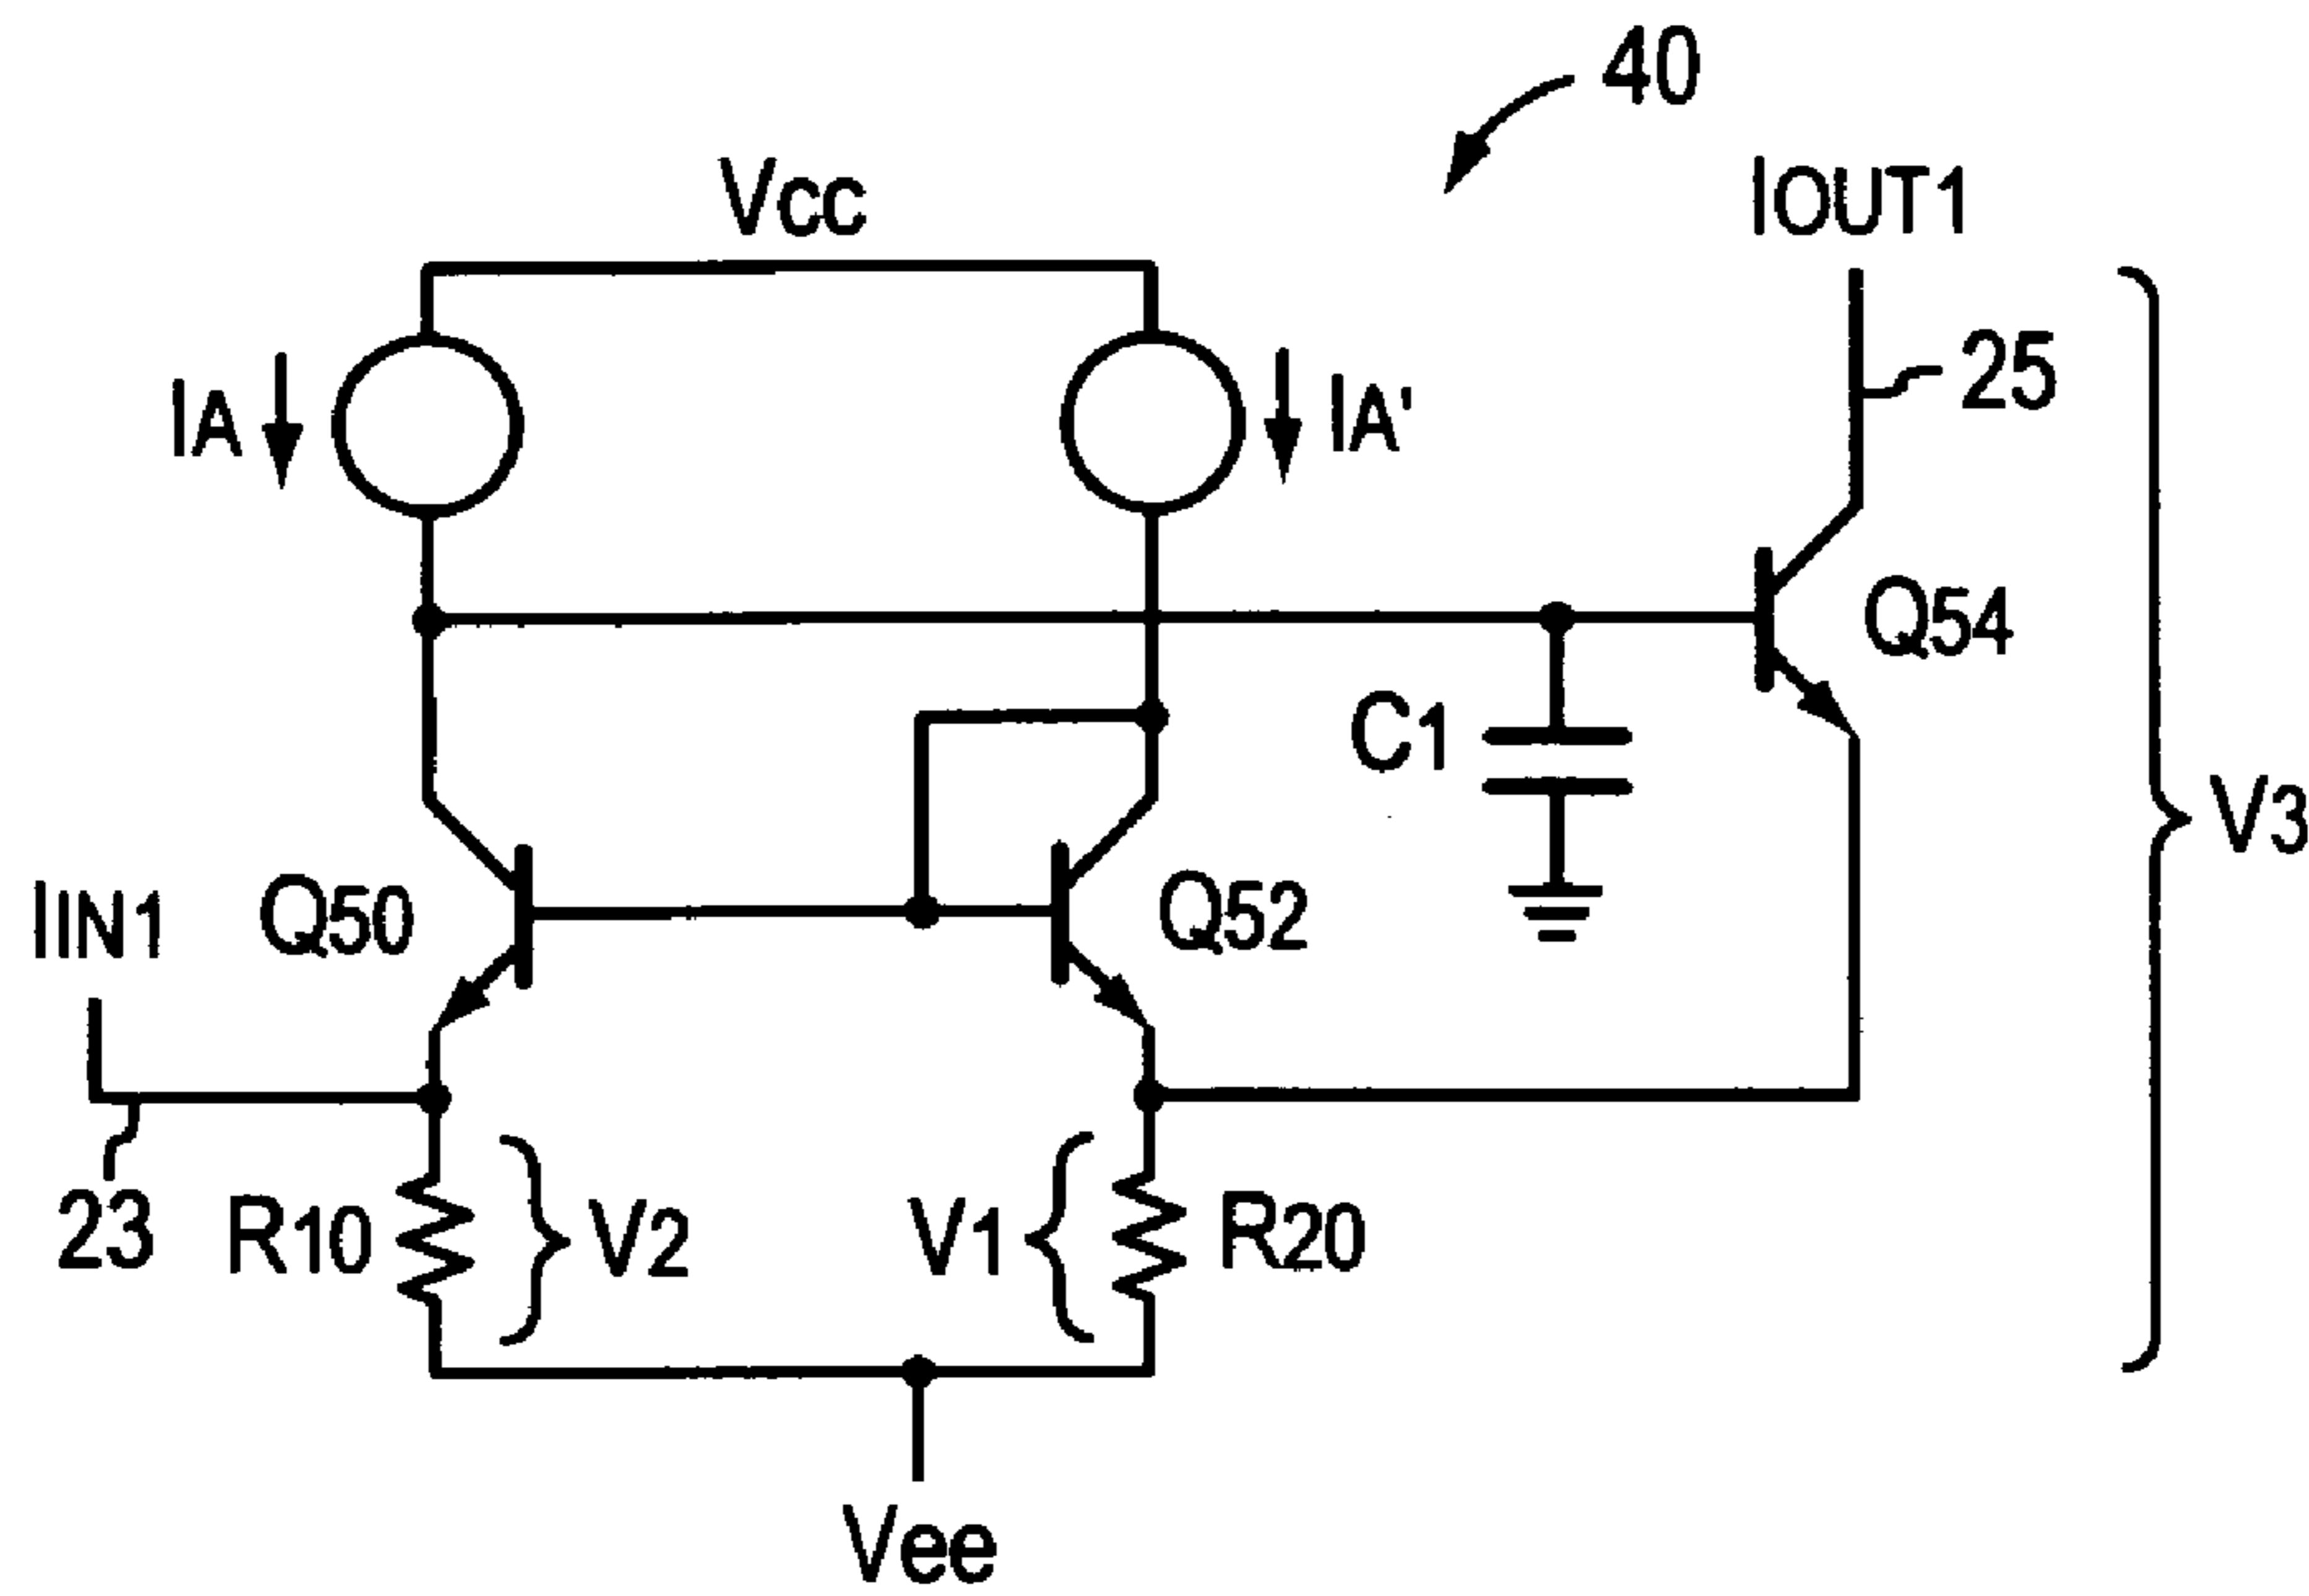 40
Vcc
IOUT1
IA
IA'
25
Q54
C1
V3
IIN1
Q50
Q52
23
R10
V2
V1
R20
Vee